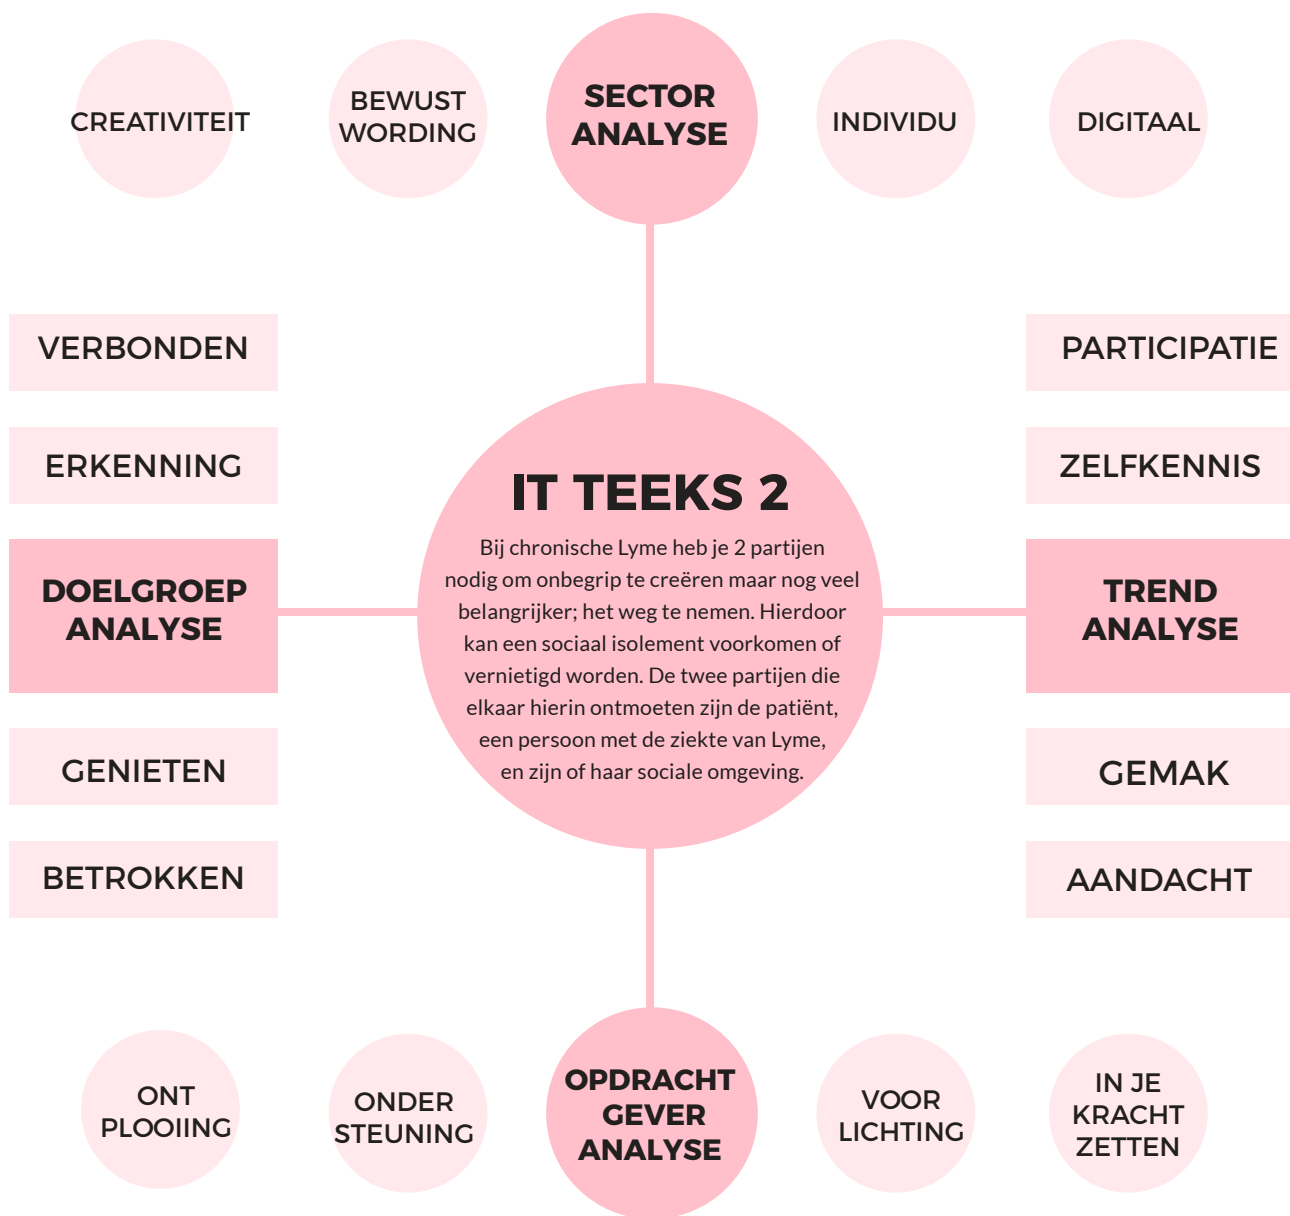 CREATIVITEIT
BEWUST
WORDING
SECTOR
ANALYSE
INDIVIDU
DIGITAAL
VERBONDEN
ERKENNING
DOELGROEP
ANALYSE
GENIETEN
BETROKKEN
IT TEEKS 2
Bij chronische Lyme heb je 2 partijen
nodig om onbegrip te creëren maar nog veel
belangrijker; het weg te nemen. Hierdoor
kan een sociaal isolement voorkomen of
vernietigd worden. De twee partijen die
elkaar hierin ontmoeten zijn de patiënt,
een persoon met de ziekte van Lyme,
en zijn of haar sociale omgeving.
PARTICIPATIE
ZELFKENNIS
TREND
ANALYSE
GEMAK
AANDACHT
ONT
PLOOIING
ONDER
STEUNING
OPDRACHT
GEVER
ANALYSE
VOOR
LICHTING
IN JE
KRACHT
ZETTEN